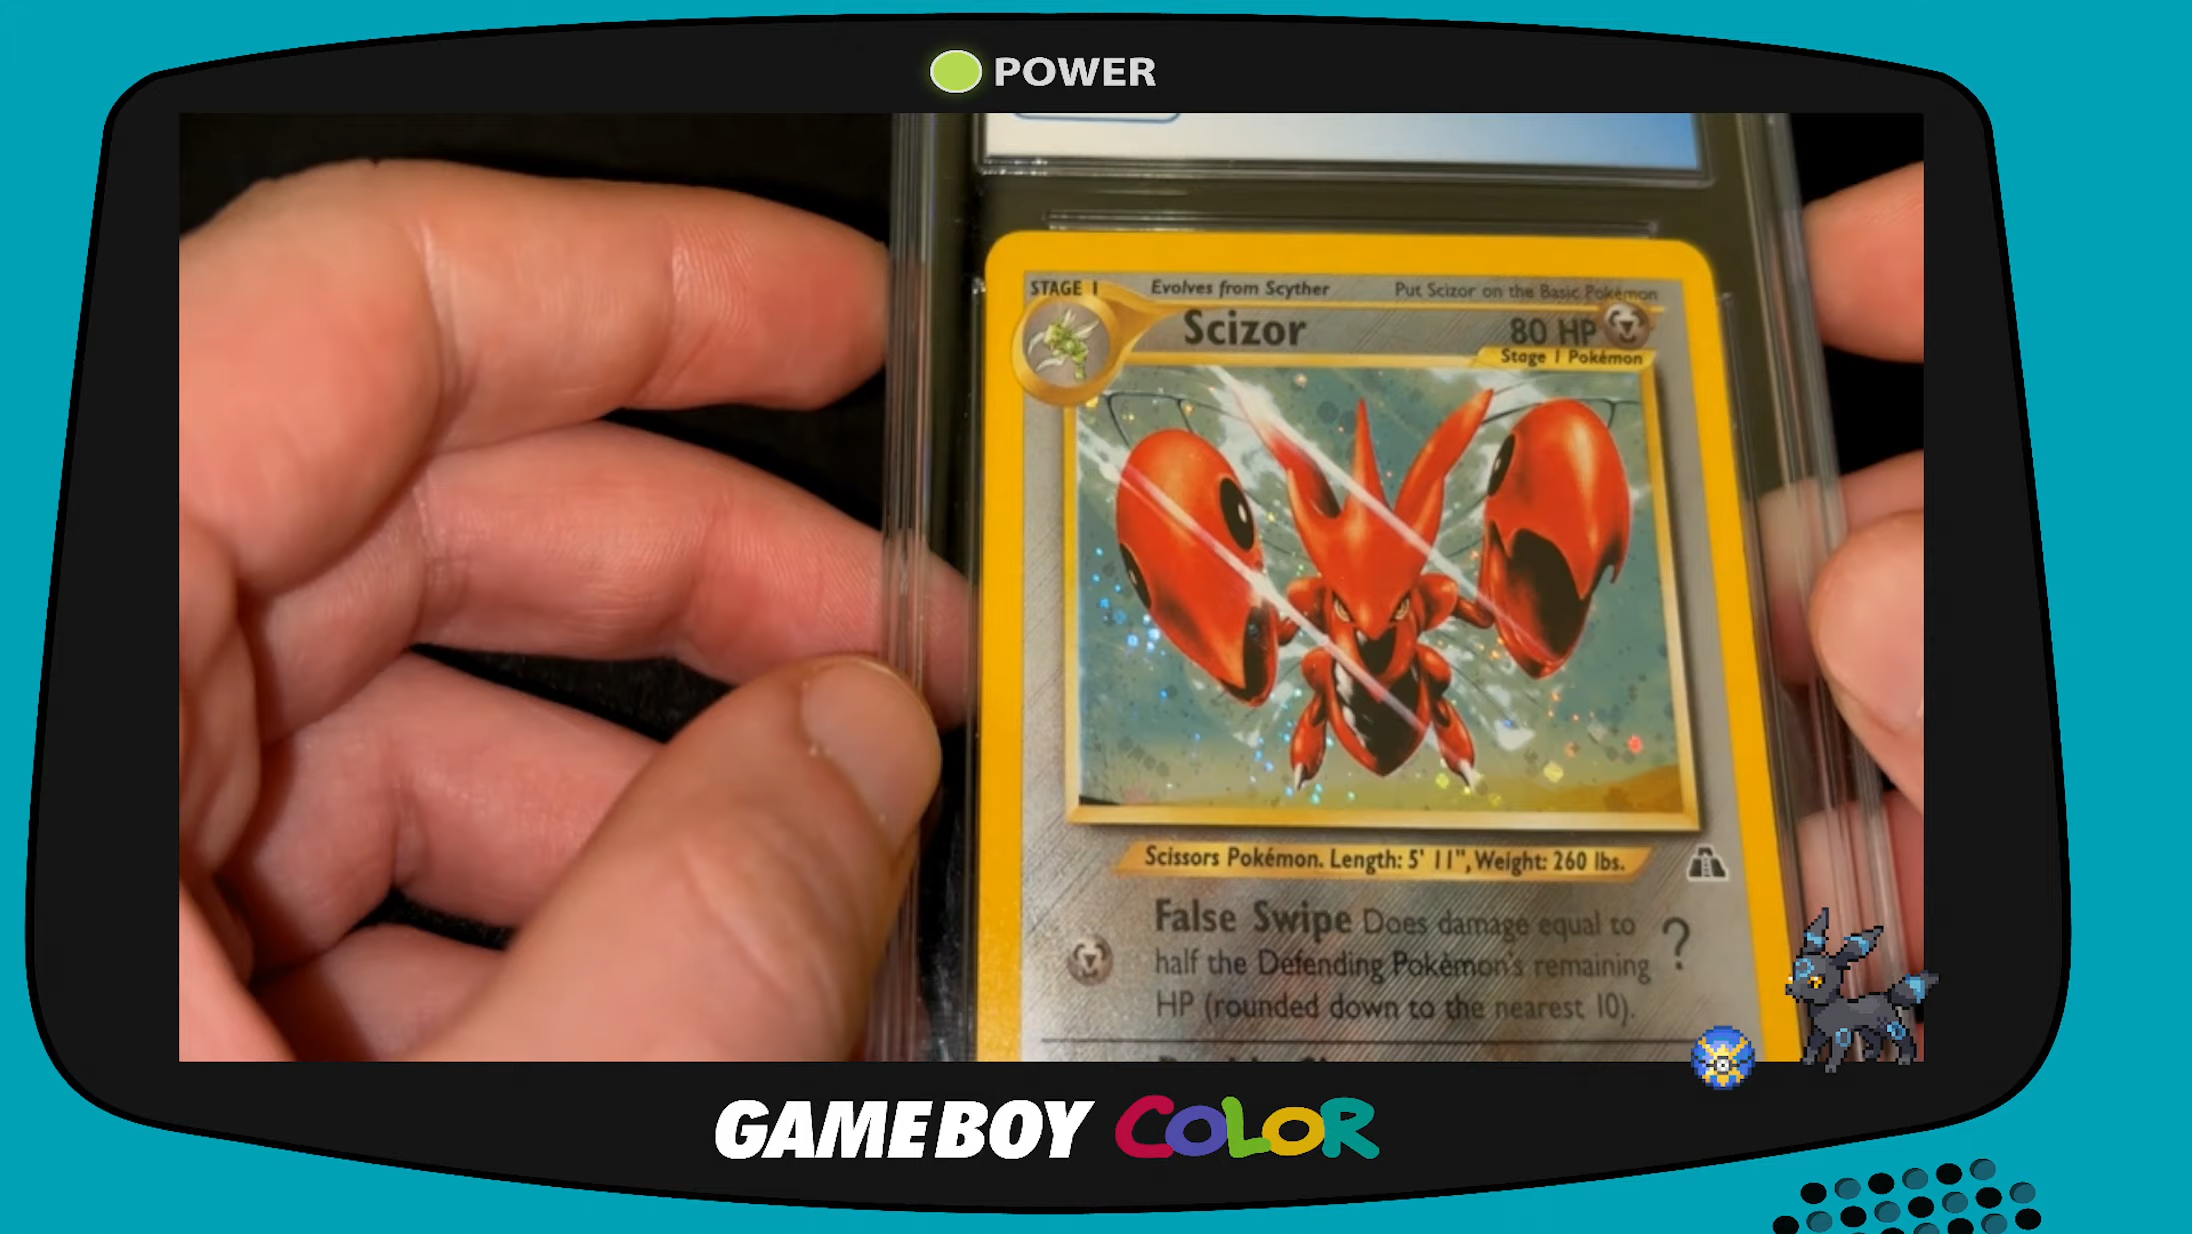 POWER
STAGE 1 Evolves from Scyther Put Scizor on the Basic Pokémon
Scizor 80 HP
Stage 1 Pokémon
Scissors Pokémon. Length: 5' 11", Weight: 260 lbs.
False Swipe Does damage equal to ?
half the Defending Pokémon's remaining
HP (rounded down to the nearest 10).
GAMEBOY COLOR